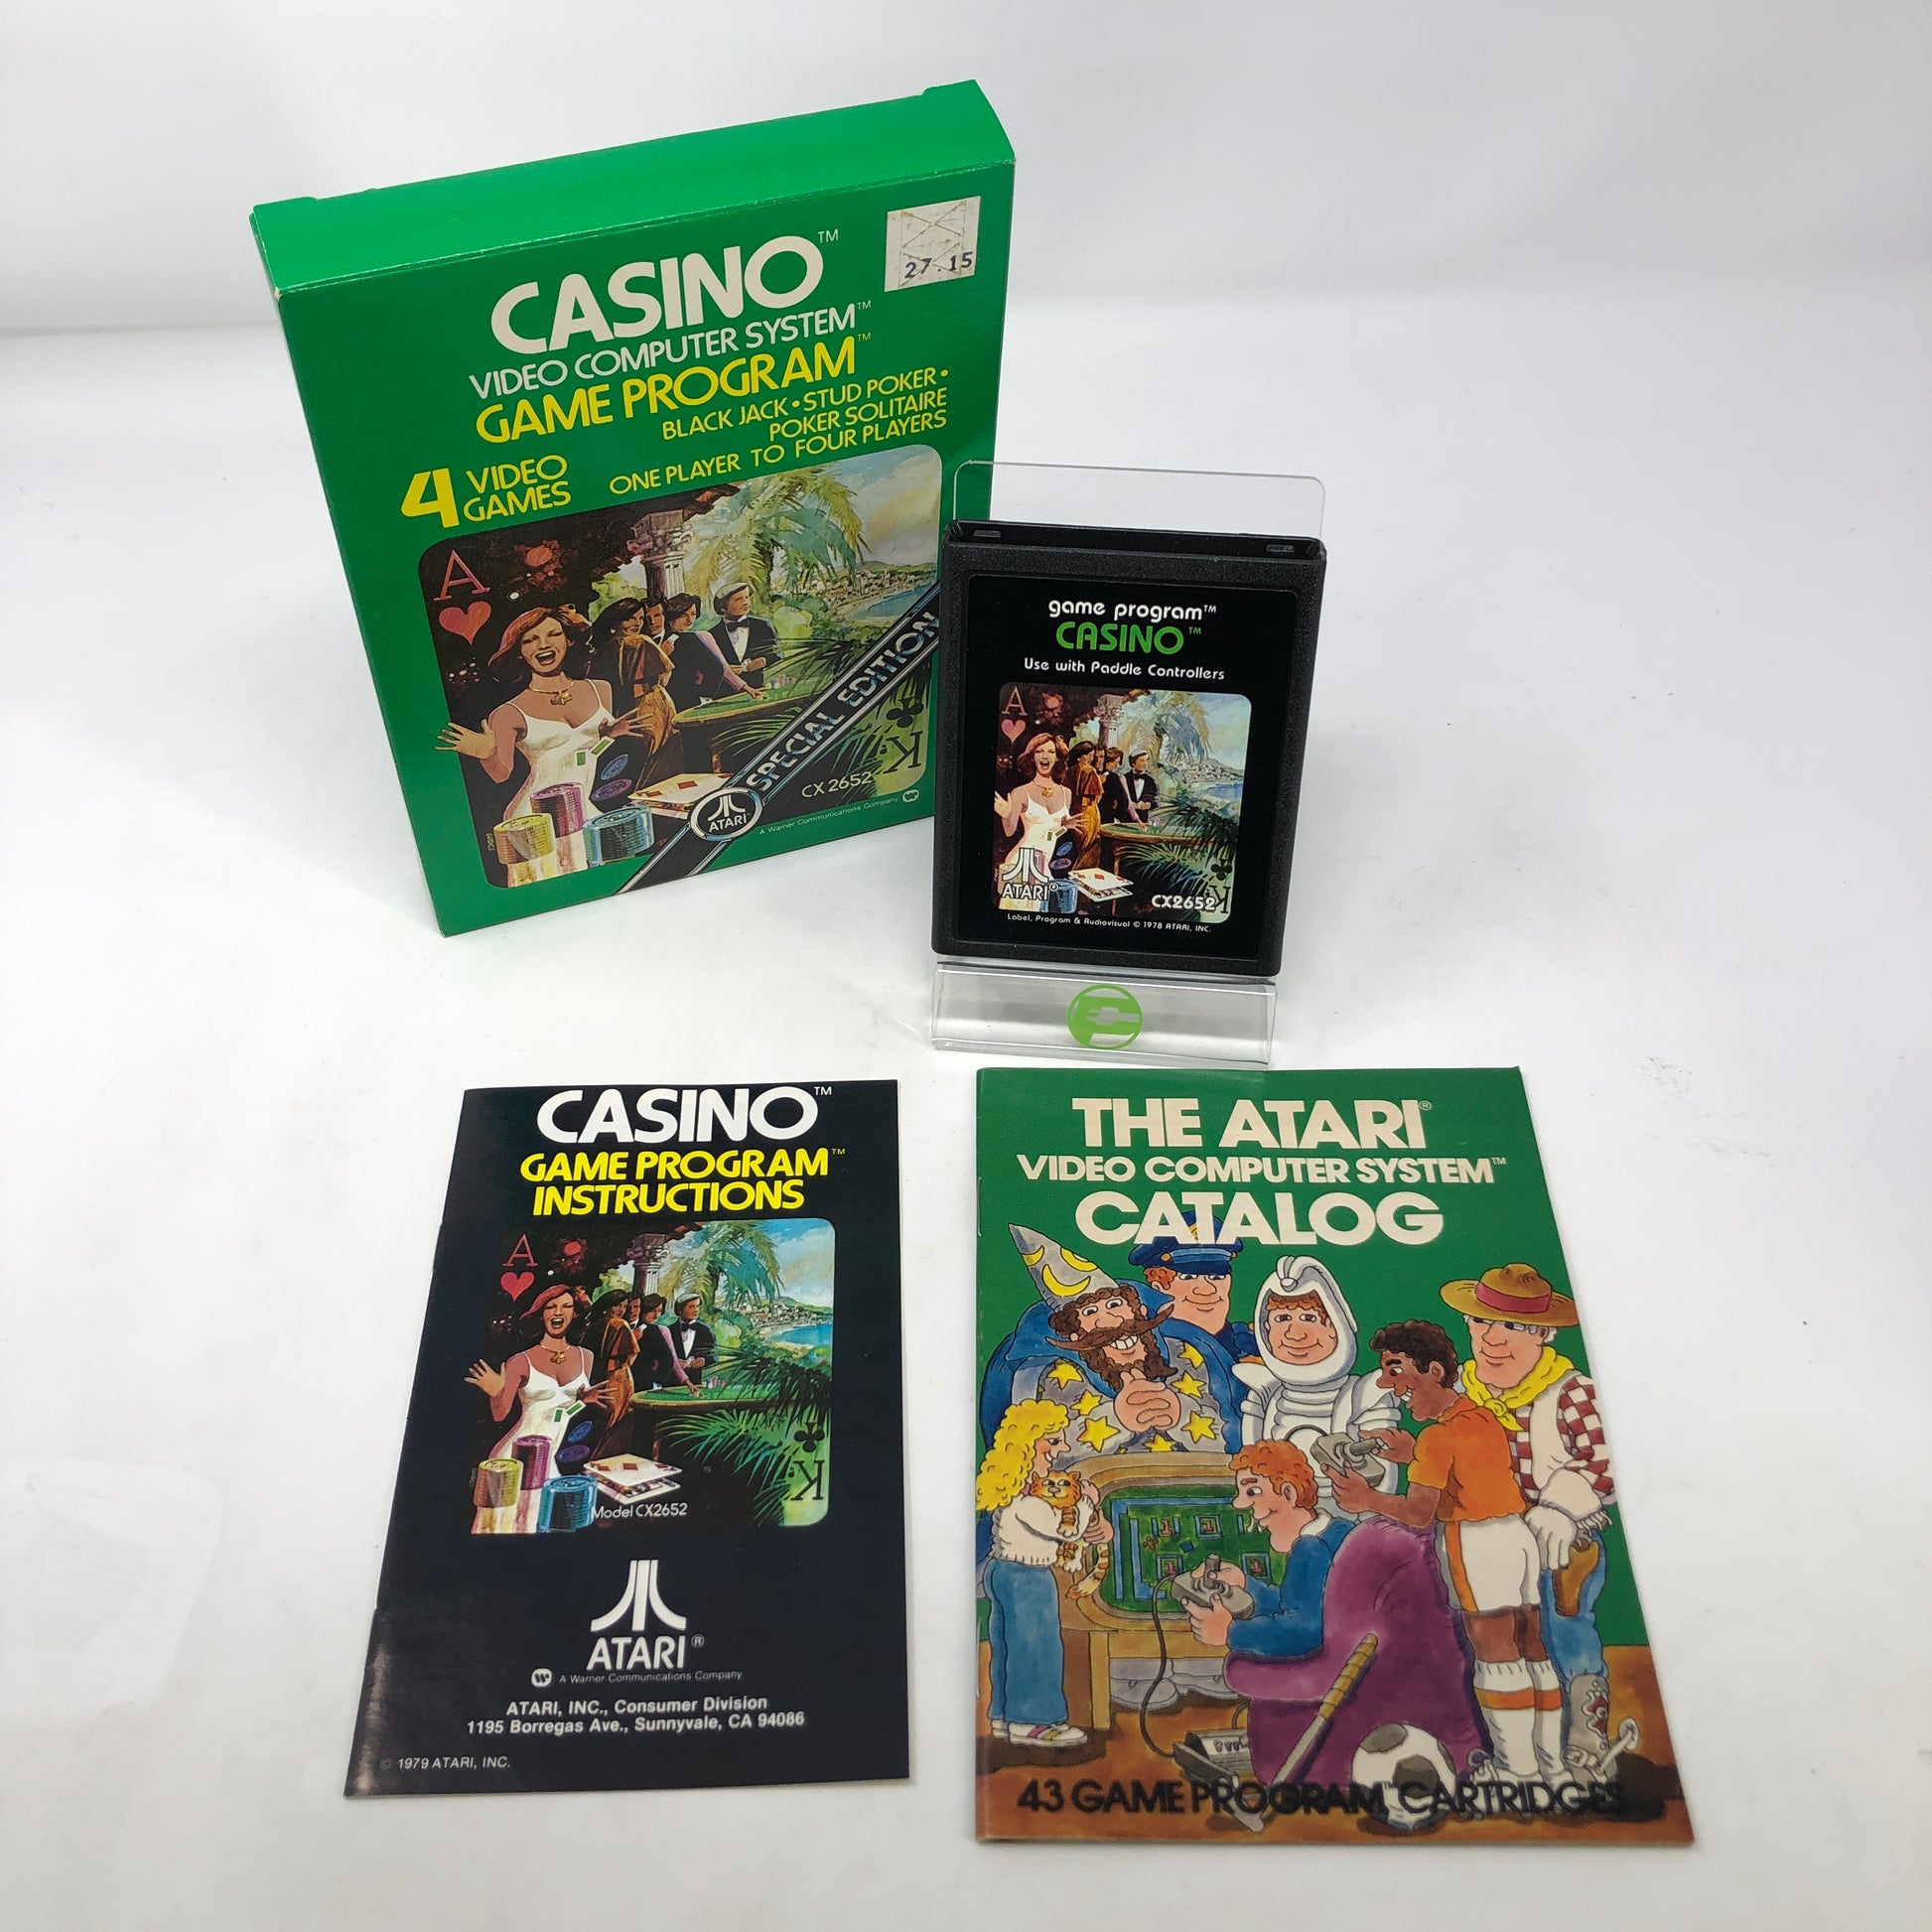 CASINO™
VIDEO COMPUTER SYSTEM™
GAME PROGRAM™
BLACK JACK • STUD POKER •
POKER SOLITAIRE
ONE PLAYER TO FOUR PLAYERS
4 VIDEO
GAMES
27.15
A
SPECIAL EDITION
K
CX 2652
ATARI®
A Warner Communications Company
game program™
CASINO™
Use with Paddle Controllers
A
ATARI®
CX2652
K
Label, Program & Audiovisual © 1978 ATARI, INC.
CASINO™
GAME PROGRAM™
INSTRUCTIONS
A
K
Model CX2652
ATARI®
A Warner Communications Company
ATARI, INC., Consumer Division
1195 Borregas Ave., Sunnyvale, CA 94086
© 1979 ATARI, INC.
THE ATARI®
VIDEO COMPUTER SYSTEM™
CATALOG
43 GAME PROGRAM™ CARTRIDGES